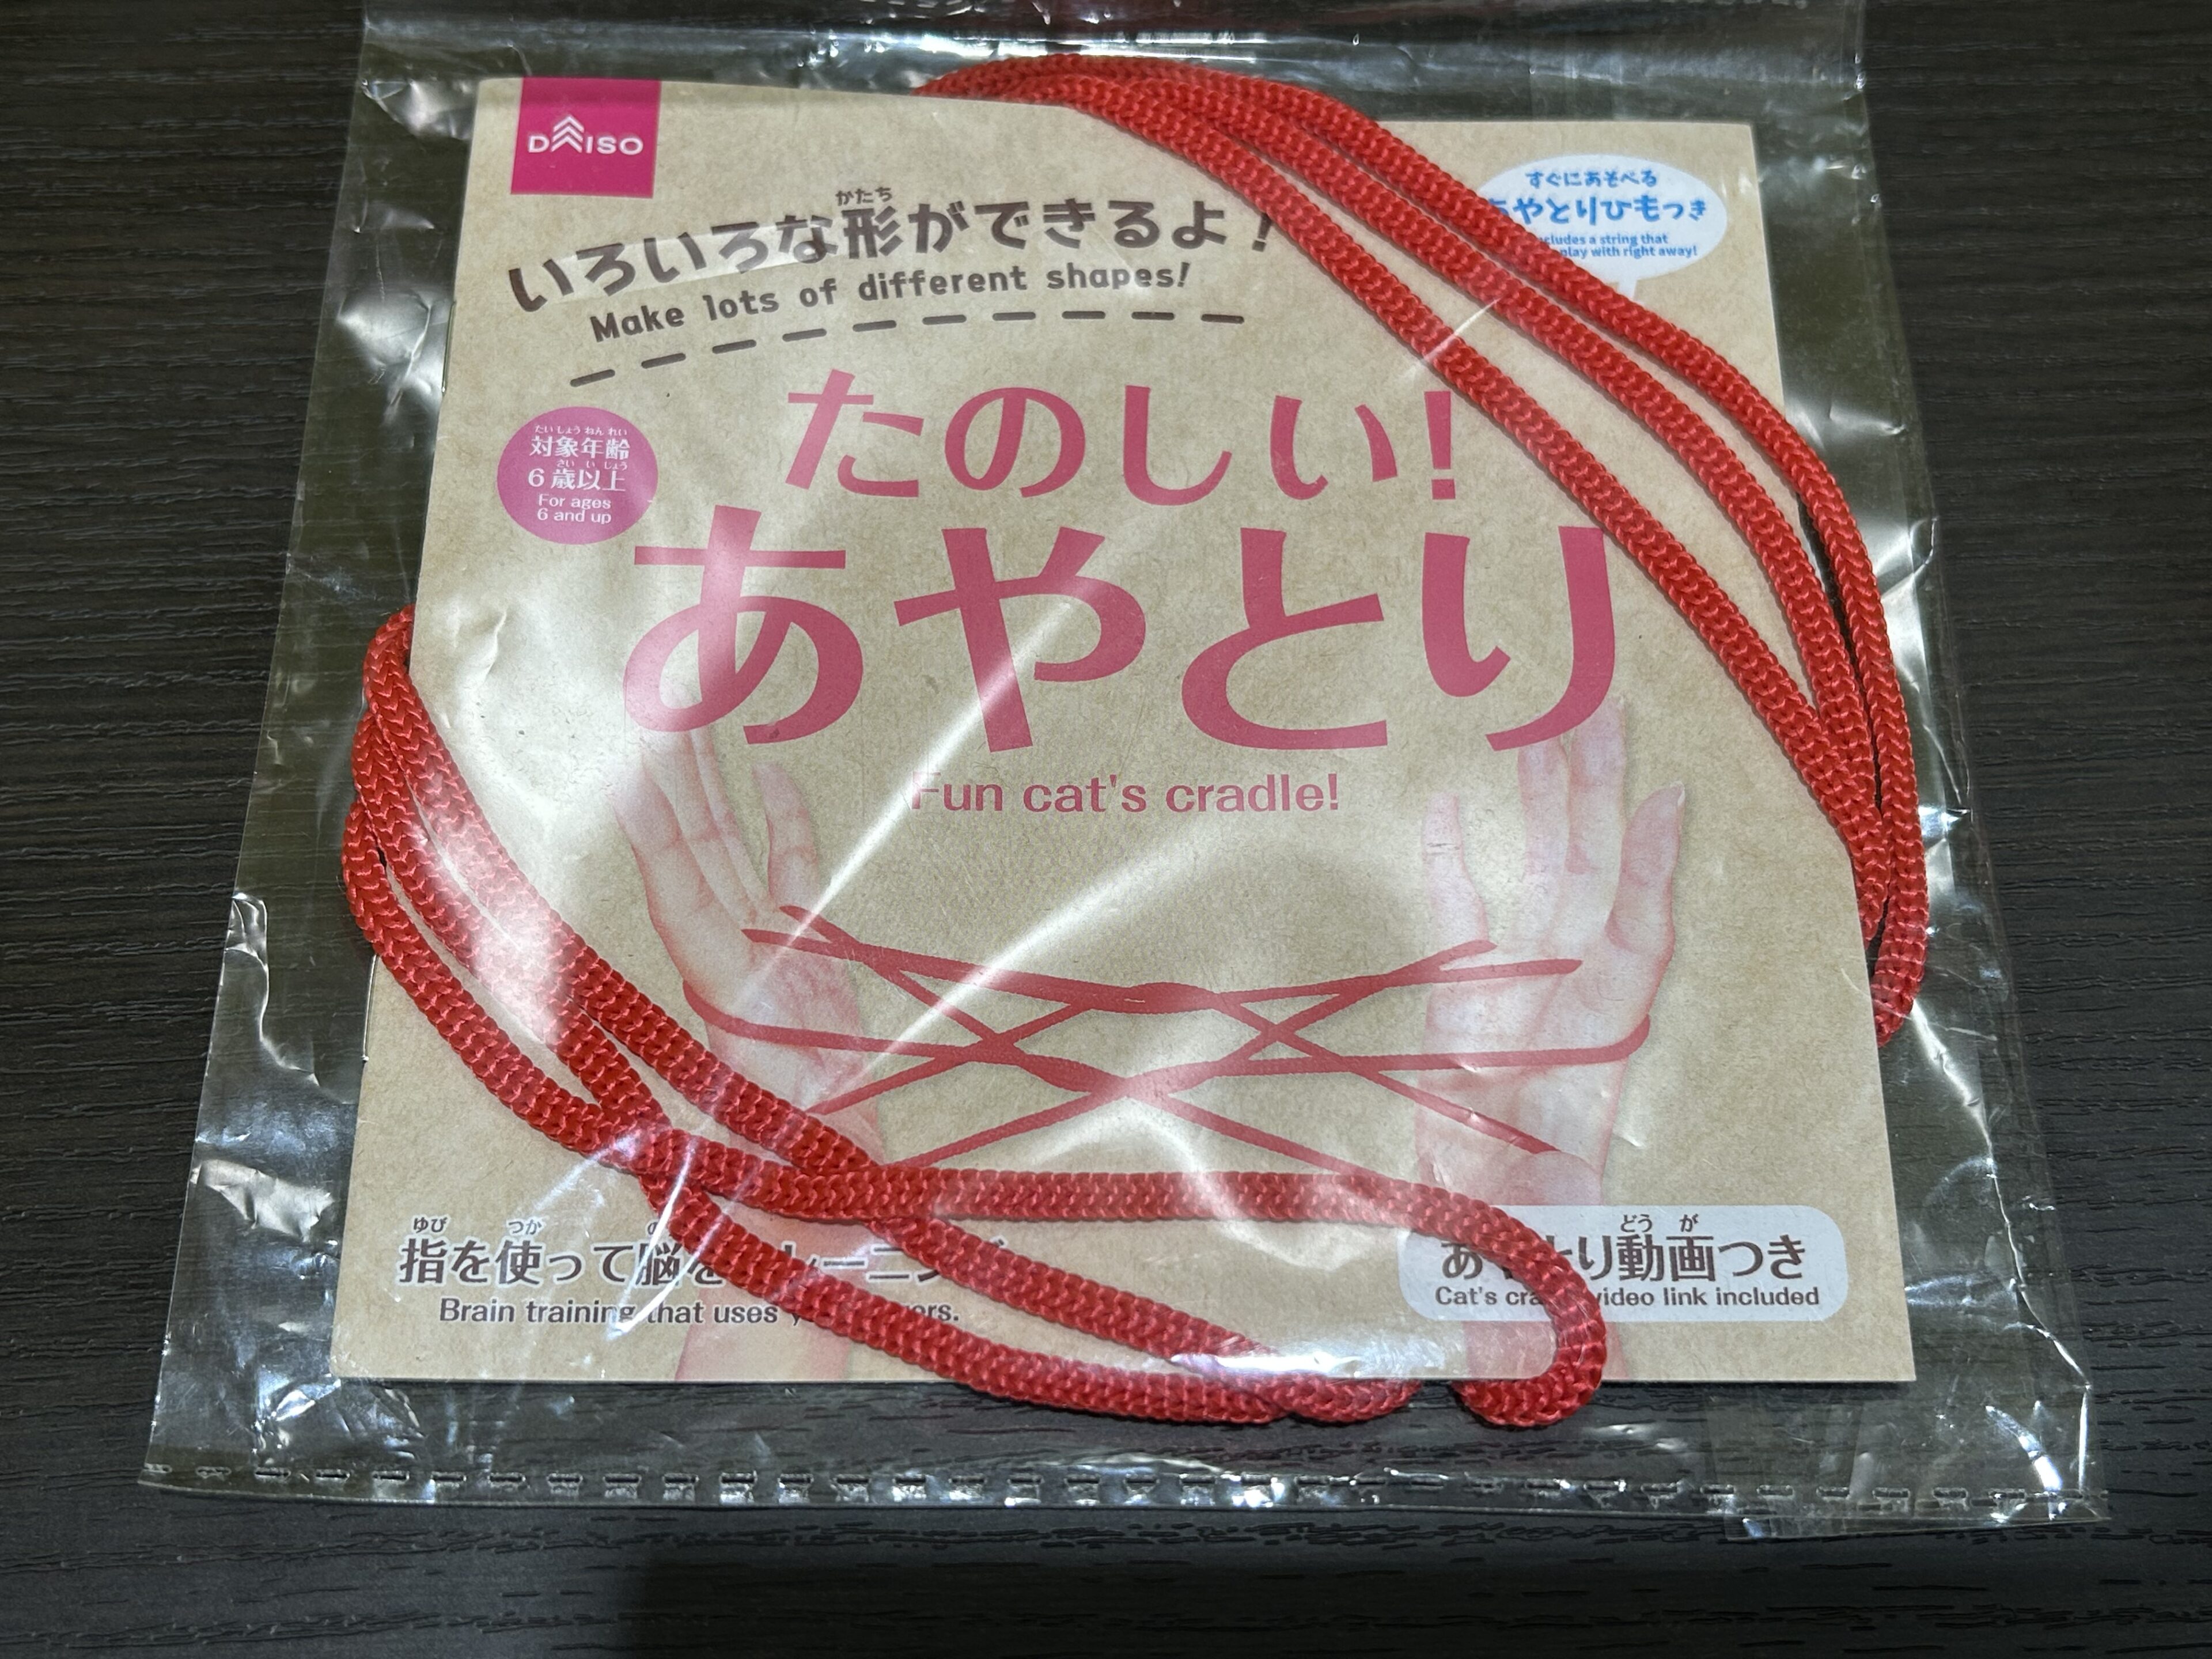 DAISO
かたち
いろいろな形ができるよ！
Make lots of different shapes!
すぐにあそべる
やとりひもつき
a string that
play with right away!
たいしょうねんれい
対象年齢
さいいじょう
6歳以上
For ages
6 and up
たのしい！
あやとり
Fun cat's cradle!
ゆび つか
指を使って脳を
Brain training that uses
どう が
あ とり動画つき
Cat's video link included